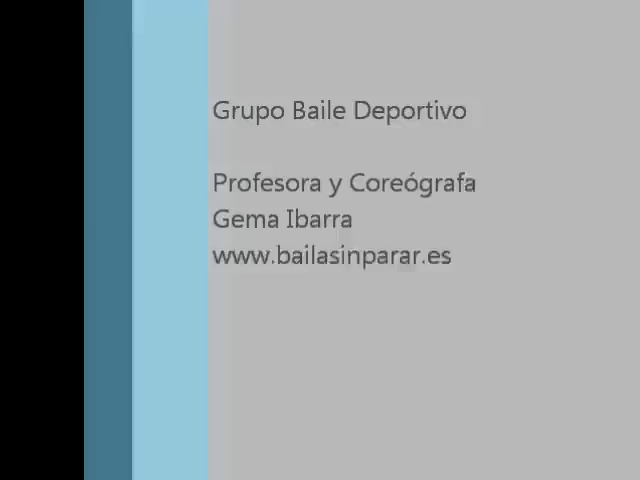 Grupo Baile Deportivo
Profesora y Coreógrafa
Gema Ibarra
www.bailasinparar.es